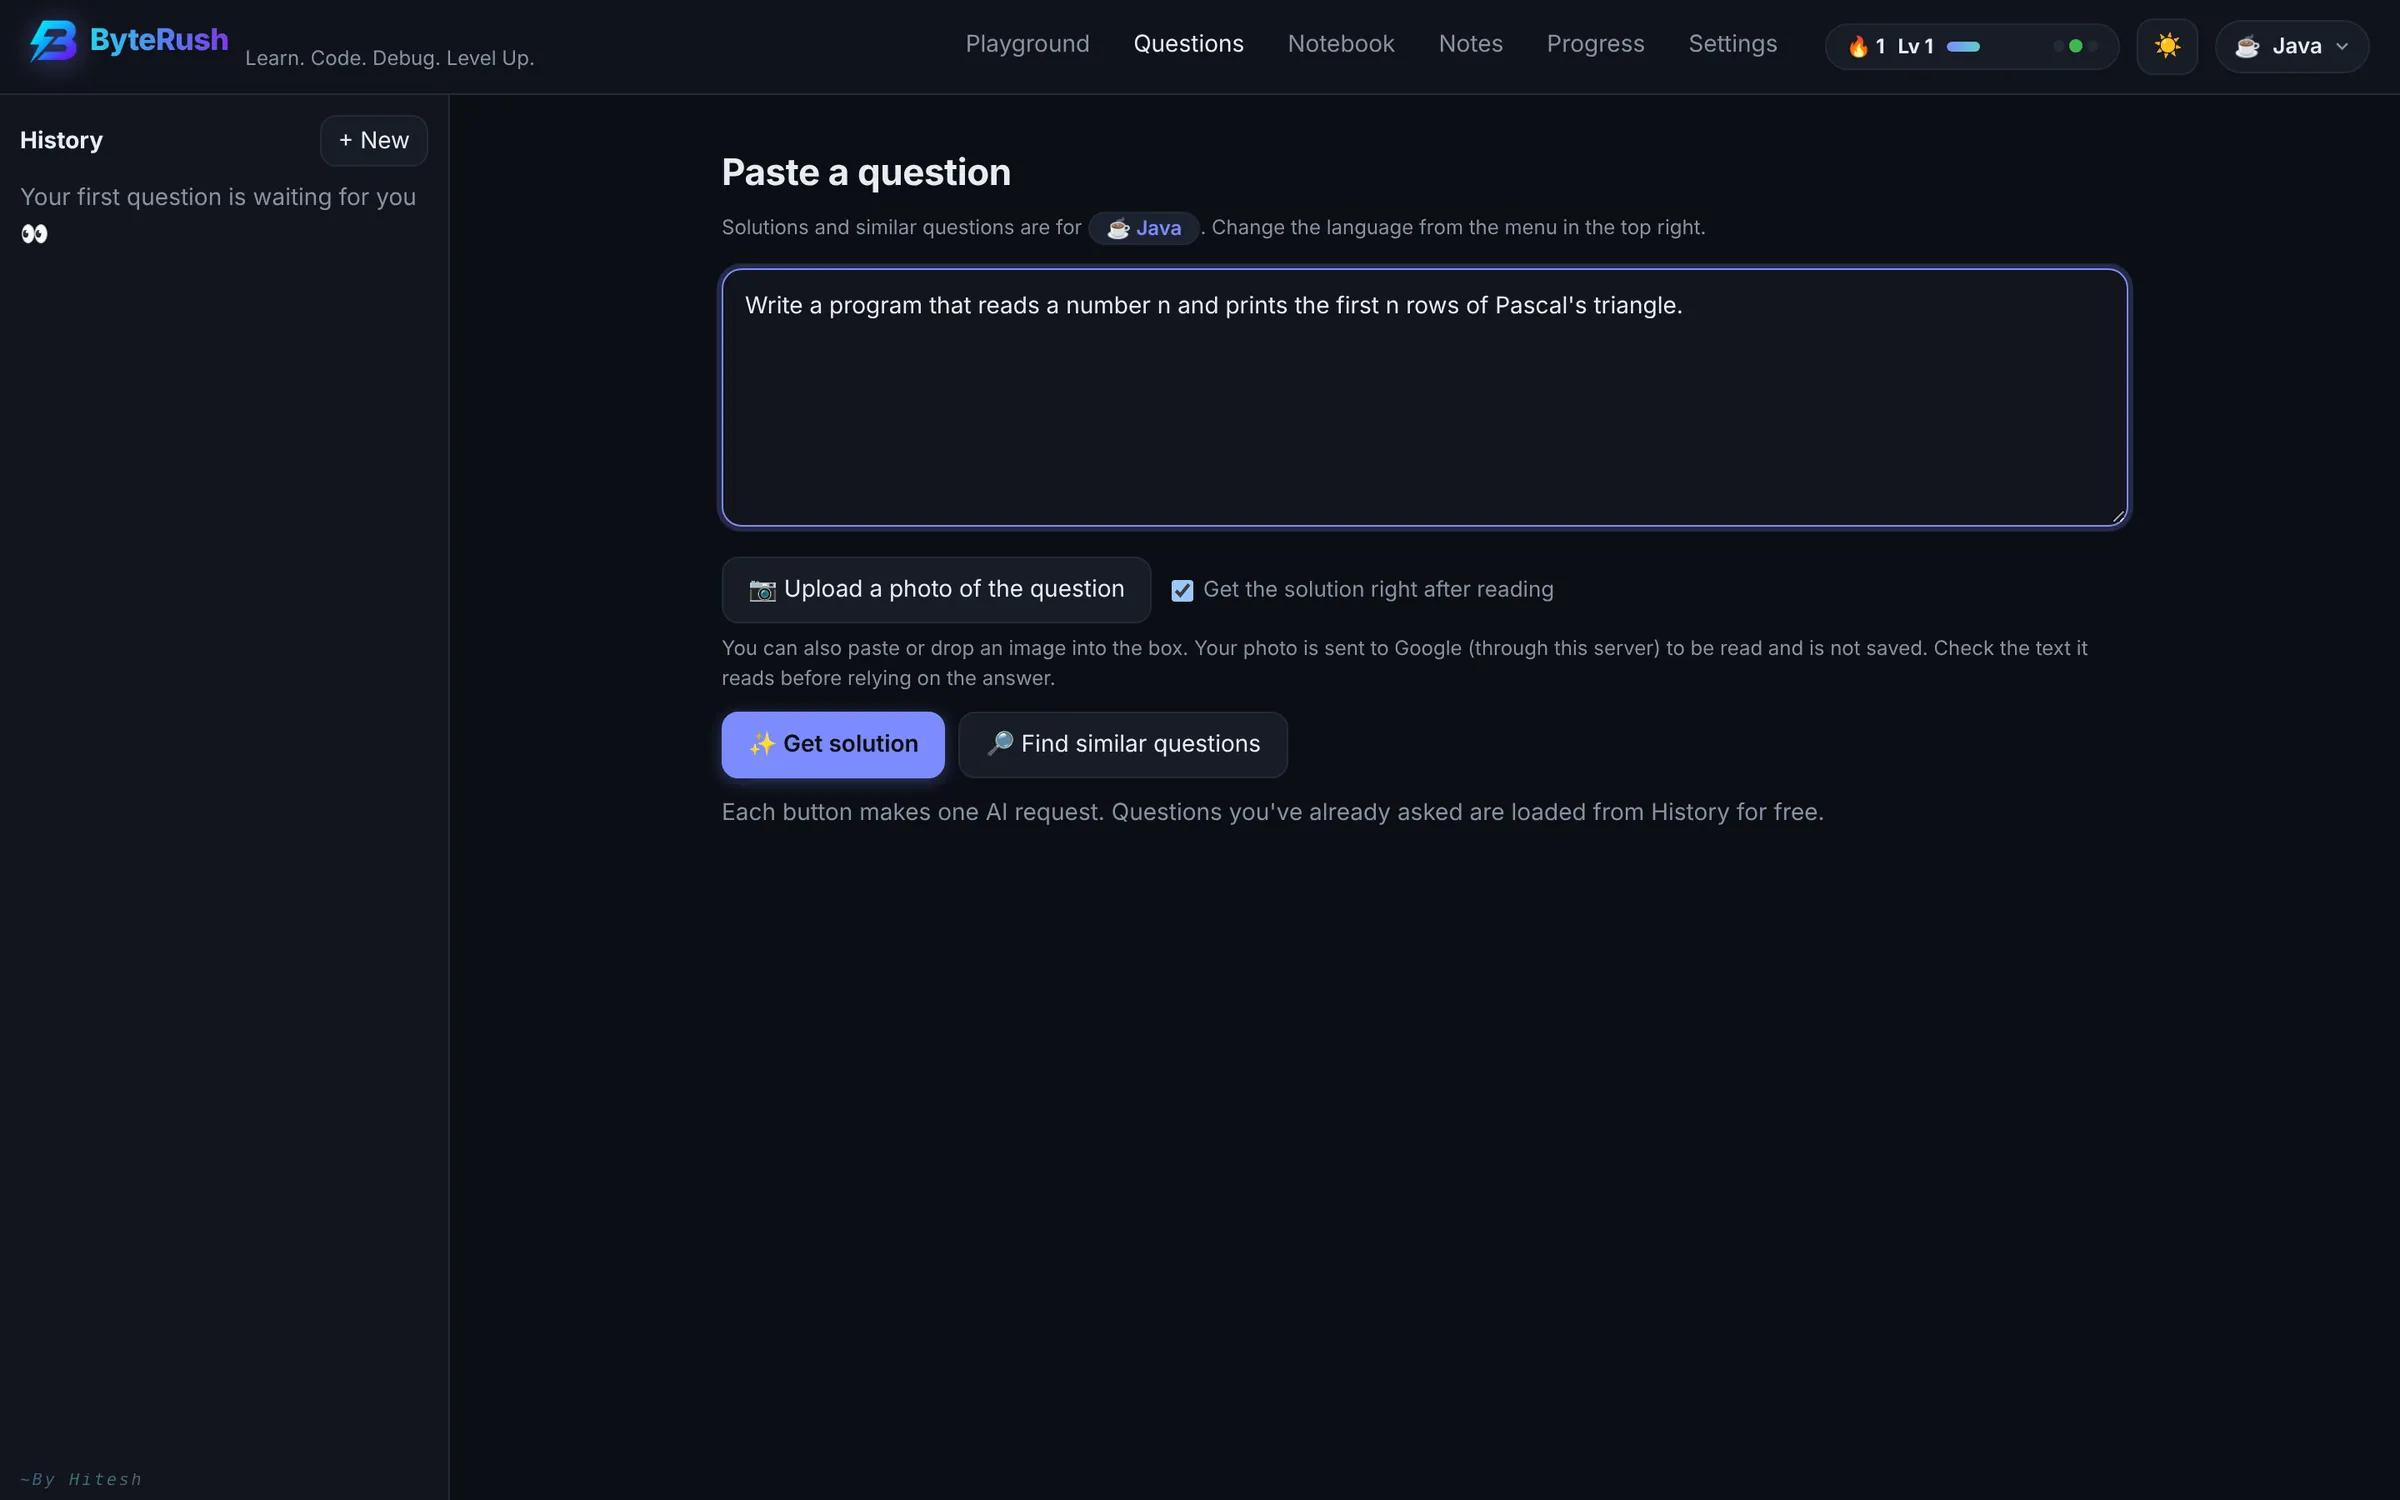 ByteRush
Learn. Code. Debug. Level Up.
Playground
Questions
Notebook
Notes
Progress
Settings
1 Lv 1
Java
History
+ New
Your first question is waiting for you
Paste a question
Solutions and similar questions are for Java. Change the language from the menu in the top right.
Write a program that reads a number n and prints the first n rows of Pascal's triangle.
Upload a photo of the question
Get the solution right after reading
You can also paste or drop an image into the box. Your photo is sent to Google (through this server) to be read and is not saved. Check the text it
reads before relying on the answer.
Get solution
Find similar questions
Each button makes one AI request. Questions you've already asked are loaded from History for free.
~By Hitesh